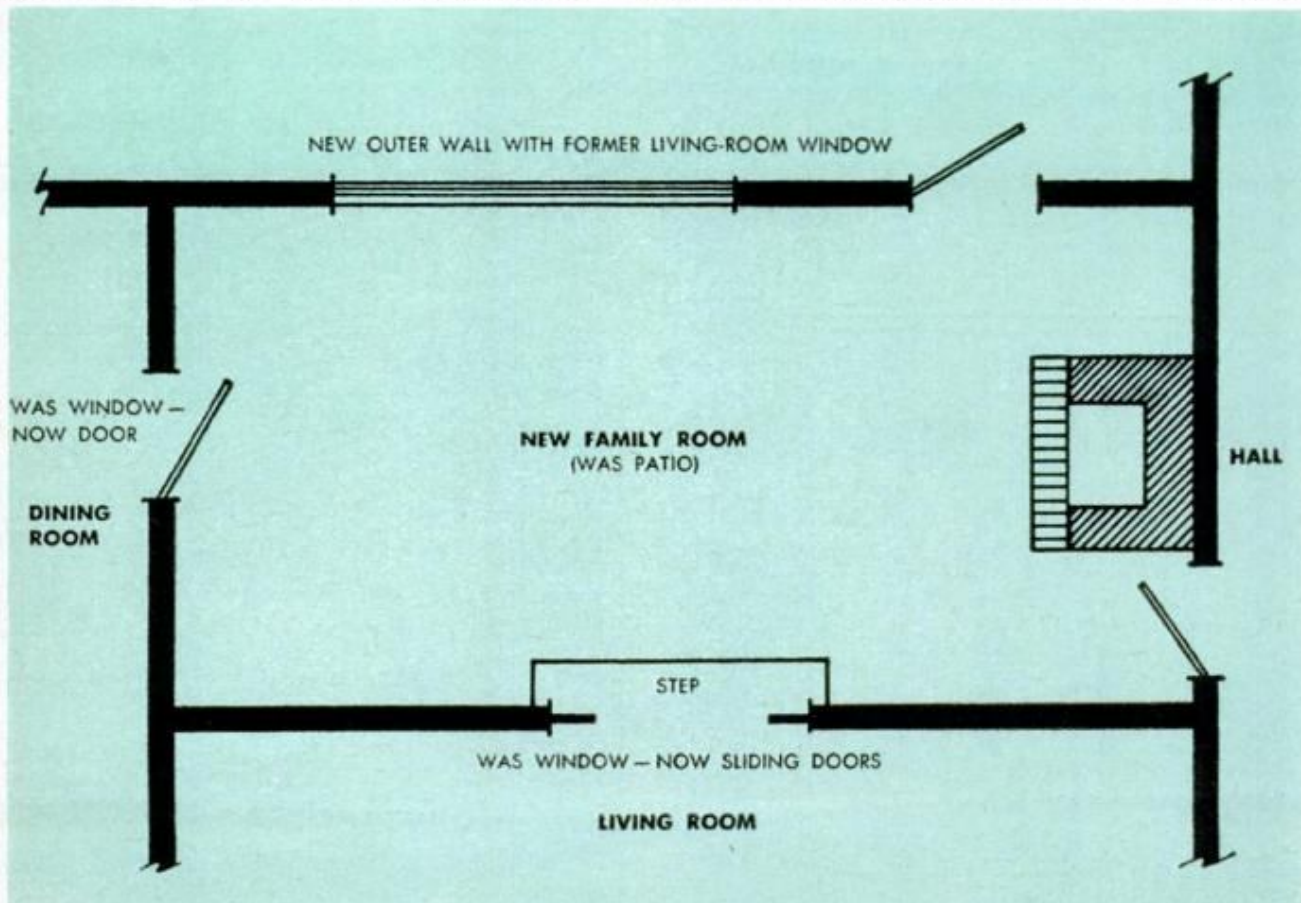 NEW OUTER WALL WITH FORMER LIVING-ROOM WINDOW
WAS WINDOW —
NOW DOOR
DINING
ROOM
NEW FAMILY ROOM
(WAS PATIO)
HALL
STEP
WAS WINDOW — NOW SLIDING DOORS
LIVING ROOM